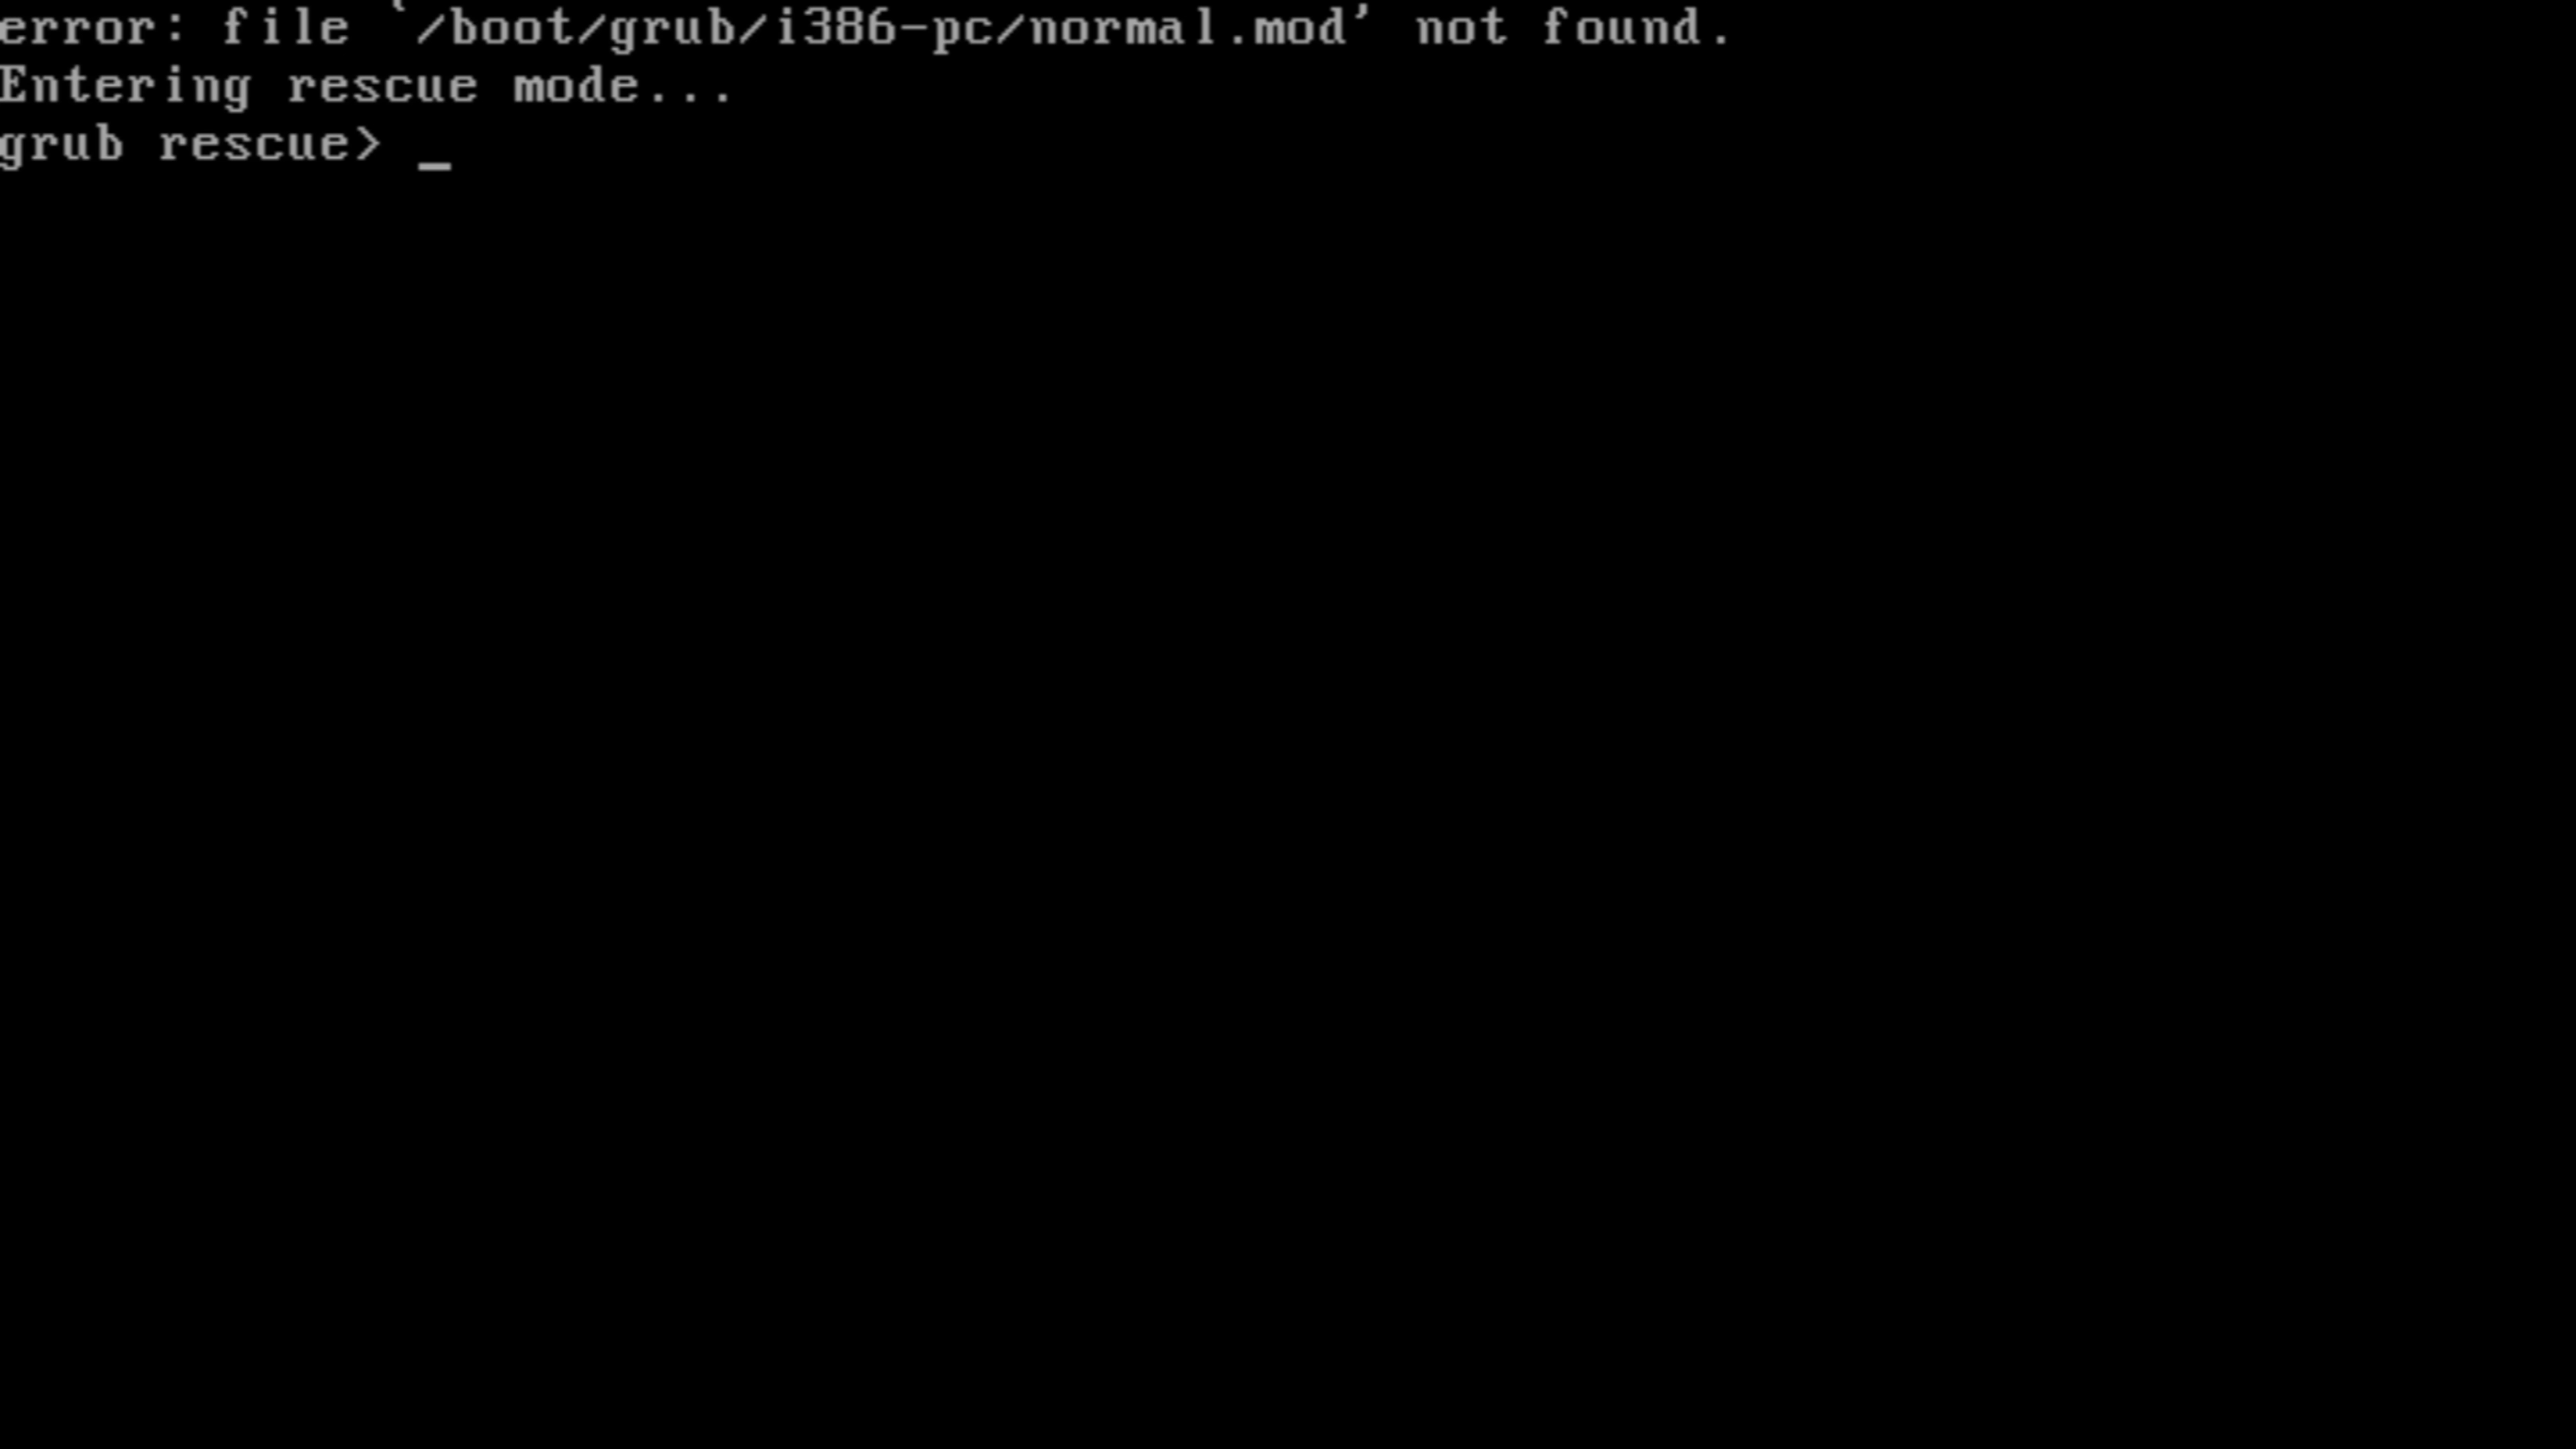 error: file `/boot/grub/i386-pc/normal.mod' not found.
Entering rescue mode...
grub rescue> _